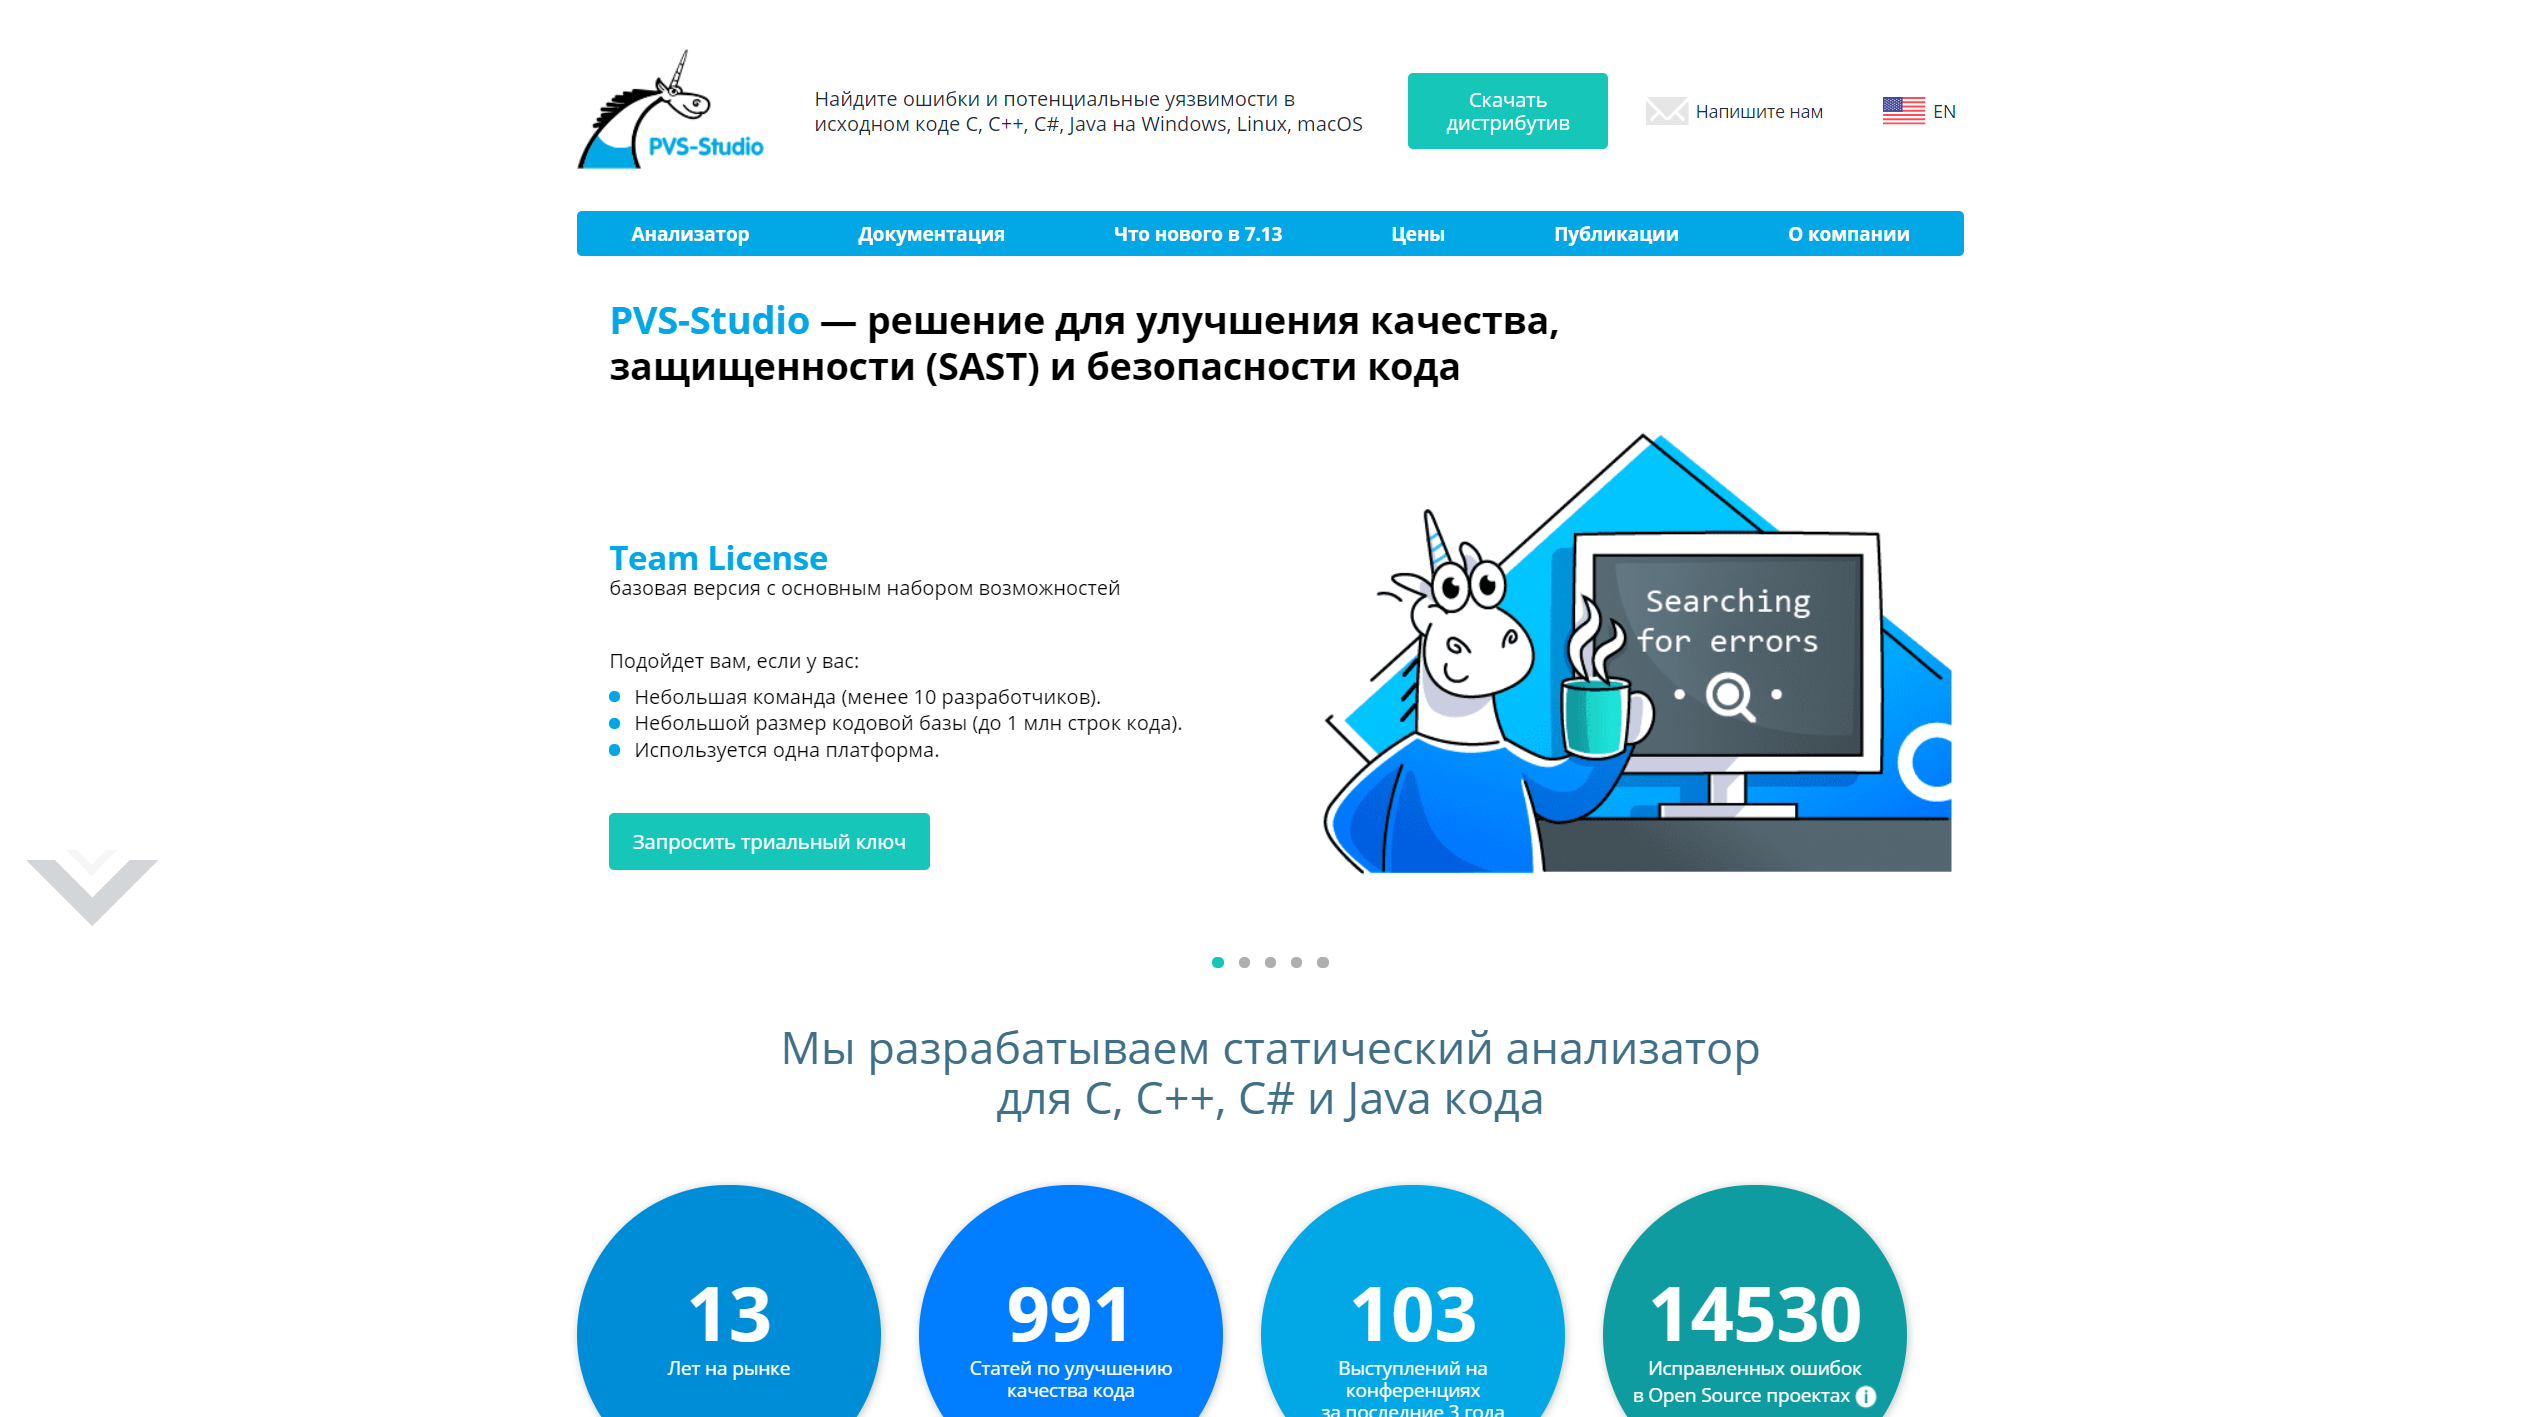 PVS-Studio
Найдите ошибки и потенциальные уязвимости в
исходном коде C, C++, C#, Java на Windows, Linux, macOS
Скачать
дистрибутив
Напишите нам
EN
Анализатор
Документация
Что нового в 7.13
Цены
Публикации
О компании
PVS-Studio — решение для улучшения качества,
защищенности (SAST) и безопасности кода
Team License
базовая версия с основным набором возможностей
Подойдет вам, если у вас:
Небольшая команда (менее 10 разработчиков).
Небольшой размер кодовой базы (до 1 млн строк кода).
Используется одна платформа.
Запросить триальный ключ
Searching
for errors
Мы разрабатываем статический анализатор
для C, C++, C# и Java кода
13
Лет на рынке
991
Статей по улучшению
качества кода
103
Выступлений на
конференциях
за последние 3 года
14530
Исправленных ошибок
в Open Source проектах